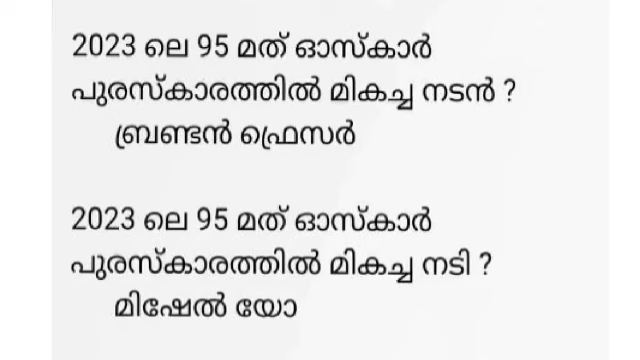 2023 ലെ 95 മത് ഓസ്കാർ
പുരസ്കാരത്തിൽ മികച്ച നടൻ ?
ബ്രണ്ടൻ ഫ്രെസർ
2023 ലെ 95 മത് ഓസ്കാർ
പുരസ്കാരത്തിൽ മികച്ച നടി ?
മിഷേൽ യോ